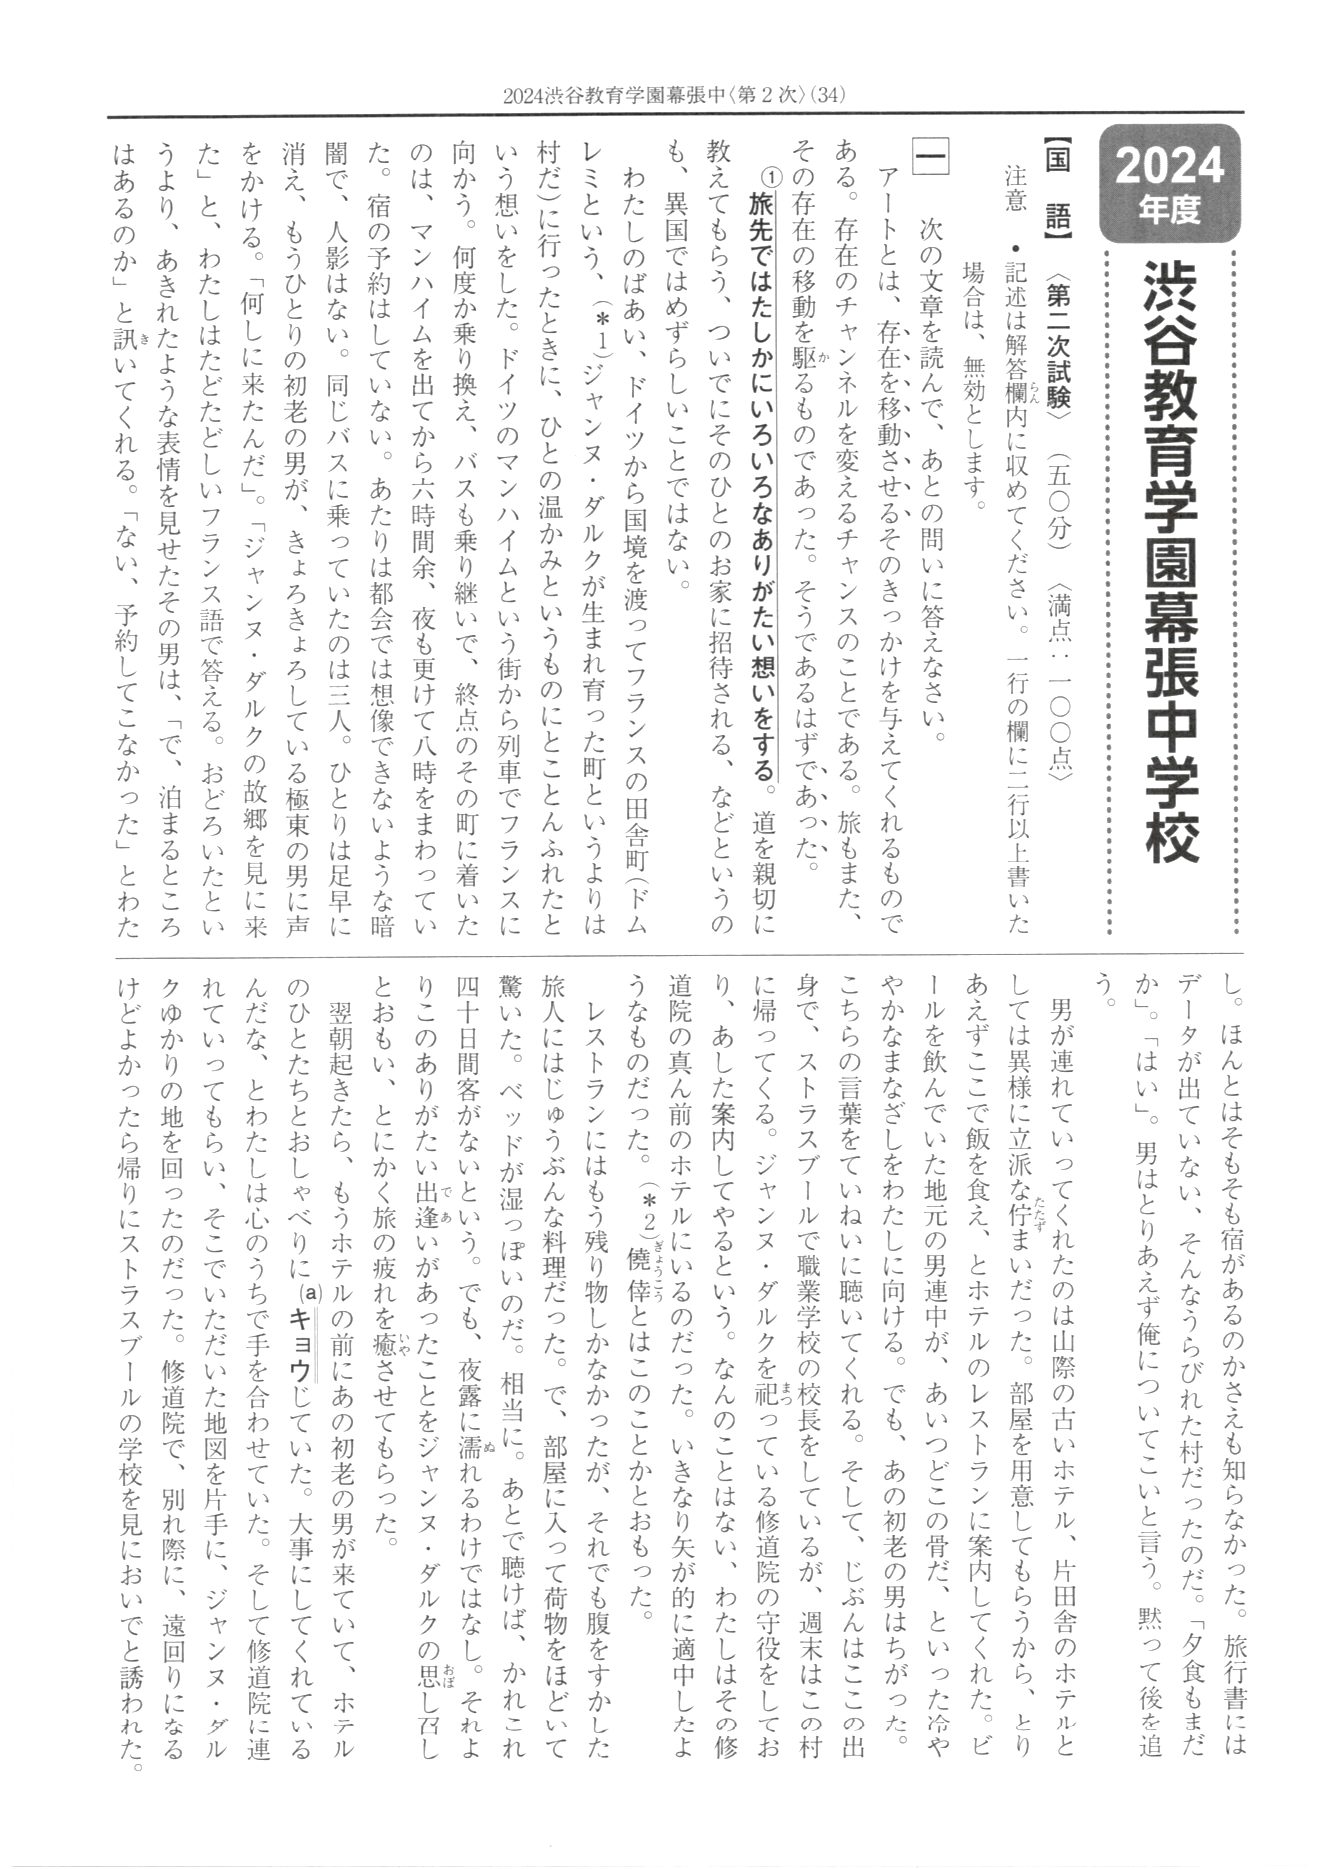 2024渋谷教育学園幕張中〈第2次〉(34)
2024年度
渋谷教育学園幕張中学校
【国 語】〈第二次試験〉(五〇分)〈満点:一〇〇点〉
注意 ・記述は解答欄内に収めてください。一行の欄に二行以上書いた
場合は、無効とします。
一 次の文章を読んで、あとの問いに答えなさい。
アートとは、存在を移動させるそのきっかけを与えてくれるもので
ある。存在のチャンネルを変えるチャンスのことである。旅もまた、
その存在の移動を駆るものであった。そうであるはずであった。
①旅先ではたしかにいろいろなありがたい想いをする。道を親切に
教えてもらう、ついでにそのひとのお家に招待される、などというの
も、異国ではめずらしいことではない。
わたしのばあい、ドイツから国境を渡ってフランスの田舎町(ドム
レミという、(*1)ジャンヌ・ダルクが生まれ育った町というよりは
村だ)に行ったときに、ひとの温かみというものにとことんふれたと
いう想いをした。ドイツのマンハイムという街から列車でフランスに
向かう。何度か乗り換え、バスも乗り継いで、終点のその町に着いた
のは、マンハイムを出てから六時間余、夜も更けて八時をまわってい
た。宿の予約はしていない。あたりは都会では想像できないような暗
闇で、人影はない。同じバスに乗っていたのは三人。ひとりは足早に
消え、もうひとりの初老の男が、きょろきょろしている極東の男に声
をかける。「何しに来たんだ」。「ジャンヌ・ダルクの故郷を見に来
た」と、わたしはたどたどしいフランス語で答える。おどろいたとい
うより、あきれたような表情を見せたその男は、「で、泊まるところ
はあるのか」と訊いてくれる。「ない、予約してこなかった」とわた
し。ほんとはそもそも宿があるのかさえも知らなかった。旅行書には
データが出ていない、そんなうらびれた村だったのだ。「夕食もまだ
か」。「はい」。男はとりあえず俺についてこいと言う。黙って後を追
う。
男が連れていってくれたのは山際の古いホテル、片田舎のホテルと
しては異様に立派な佇まいだった。部屋を用意してもらうから、とり
あえずここで飯を食え、とホテルのレストランに案内してくれた。ビ
ールを飲んでいた地元の男連中が、あいつどこの骨だ、といった冷や
やかなまなざしをわたしに向ける。でも、あの初老の男はちがった。
こちらの言葉をていねいに聴いてくれる。そして、じぶんはここの出
身で、ストラスブールで職業学校の校長をしているが、週末はこの村
に帰ってくる。ジャンヌ・ダルクを祀っている修道院の守役をしてお
り、あした案内してやるという。なんのことはない、わたしはその修
道院の真ん前のホテルにいるのだった。いきなり矢が的に適中したよ
うなものだった。(*2)僥倖とはこのことかとおもった。
レストランにはもう残り物しかなかったが、それでも腹をすかした
旅人にはじゅうぶんな料理だった。で、部屋に入って荷物をほどいて
驚いた。ベッドが湿っぽいのだ。相当に。あとで聴けば、かれこれ
四十日間客がないという。でも、夜露に濡れるわけではなし。それよ
りこのありがたい出逢いがあったことをジャンヌ・ダルクの思し召し
とおもい、とにかく旅の疲れを癒させてもらった。
翌朝起きたら、もうホテルの前にあの初老の男が来ていて、ホテル
のひとたちとおしゃべりに(a)キョウじていた。大事にしてくれている
んだな、とわたしは心のうちで手を合わせていた。そして修道院に連
れていってもらい、そこでいただいた地図を片手に、ジャンヌ・ダル
クゆかりの地を回ったのだった。修道院で、別れ際に、遠回りになる
けどよかったら帰りにストラスブールの学校を見においでと誘われた。